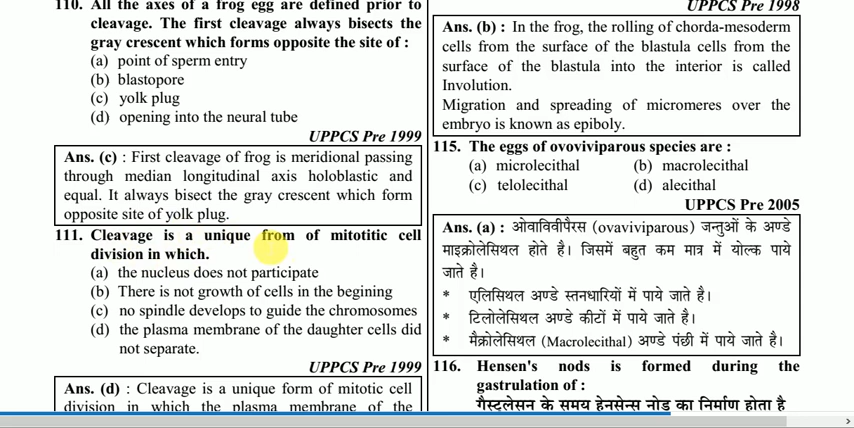 110. All the axes of a frog egg are defined prior to
cleavage. The first cleavage always bisects the
gray crescent which forms opposite the site of :
(a) point of sperm entry
(b) blastopore
(c) yolk plug
(d) opening into the neural tube
UPPCS Pre 1999
Ans. (c) : First cleavage of frog is meridional passing
through median longitudinal axis holoblastic and
equal. It always bisect the gray crescent which form
opposite site of yolk plug.
111. Cleavage is a unique from of mitotitic cell
division in which.
(a) the nucleus does not participate
(b) There is not growth of cells in the begining
(c) no spindle develops to guide the chromosomes
(d) the plasma membrane of the daughter cells did
not separate.
UPPCS Pre 1999
Ans. (d) : Cleavage is a unique form of mitotic cell
division in which the plasma membrane of the
UPPCS Pre 1998
Ans. (b) : In the frog, the rolling of chorda-mesoderm
cells from the surface of the blastula cells from the
surface of the blastula into the interior is called
Involution.
Migration and spreading of micromeres over the
embryo is known as epiboly.
115. The eggs of ovoviviparous species are :
(a) microlecithal (b) macrolecithal
(c) telolecithal (d) alecithal
UPPCS Pre 2005
Ans. (a) : ओवाविवीपैरस (ovaviviparous) जन्तुओं के अण्डे
माइक्रोलेसिथल होते है। जिसमें बहुत कम मात्र में योल्क पाये
जाते है।
* एलिसिथल अण्डे स्तनधारियों में पाये जाते है।
* टिलोलेसिथल अण्डे कीटों में पाये जाते है।
* मैक्रोलेसिथल (Macrolecithal) अण्डे पंछी में पाये जाते है।
116. Hensen's nods is formed during the
gastrulation of :
गैस्टुलेसन के समय हेनसेन्स नोड का निर्माण होता है